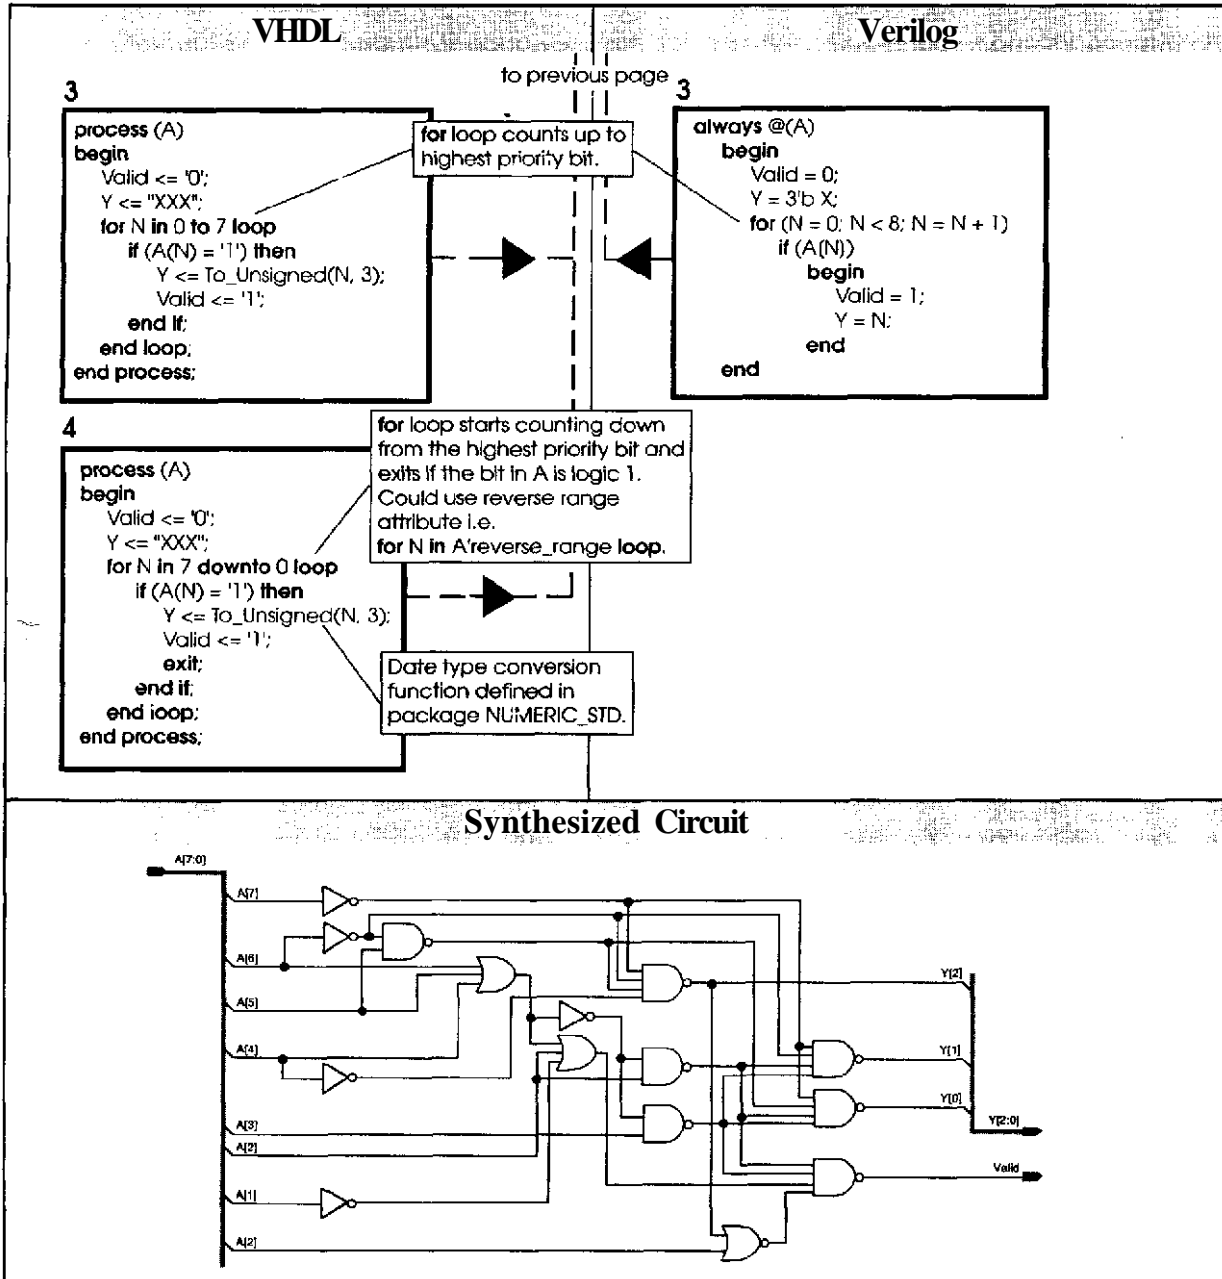 VHDL
Verilog
to previous page
3
process (A)
begin
Valid <= '0';
Y <= "XXX";
for N in 0 to 7 loop
if (A(N) = '1') then
Y <= To_Unsigned(N, 3);
Valid <= '1';
end if;
end loop;
end process;
for loop counts up to
highest priority bit.
3
always @(A)
begin
Valid = 0;
Y = 3'b X;
for (N = 0; N < 8; N = N + 1)
if (A(N))
begin
Valid = 1;
Y = N;
end
end
4
process (A)
begin
Valid <= '0';
Y <= "XXX";
for N in 7 downto 0 loop
if (A(N) = '1') then
Y <= To_Unsigned(N, 3);
Valid <= '1';
exit;
end if;
end loop;
end process;
for loop starts counting down
from the highest priority bit and
exits if the bit in A is logic 1.
Could use reverse range
attribute i.e.
for N in A'reverse_range loop.
Date type conversion
function defined in
package NUMERIC_STD.
Synthesized Circuit
A[7:0]
A[7]
A[6]
A[5]
A[4]
A[3]
A[2]
A[1]
A[2]
Y[2]
Y[1]
Y[0]
Y[2:0]
Valid